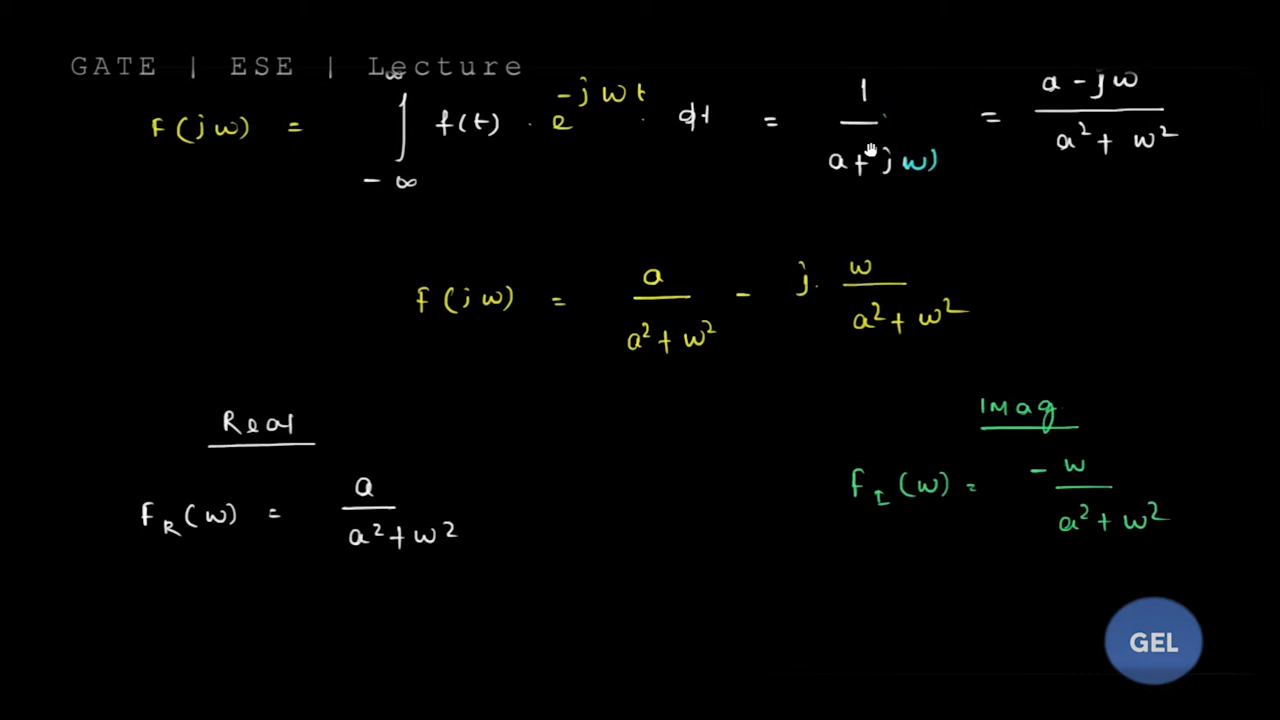 GATE | ESE | Lecture
F(jw) = ∫_{-∞}^{∞} f(t) . e^{-jwt} . dt = 1/(a+jw) = (a-jw)/(a²+w²)
F(jw) = a/(a²+w²) - j. w/(a²+w²)
Real
F_R(w) = a/(a²+w²)
Imag
F_I(w) = -w/(a²+w²)
GEL